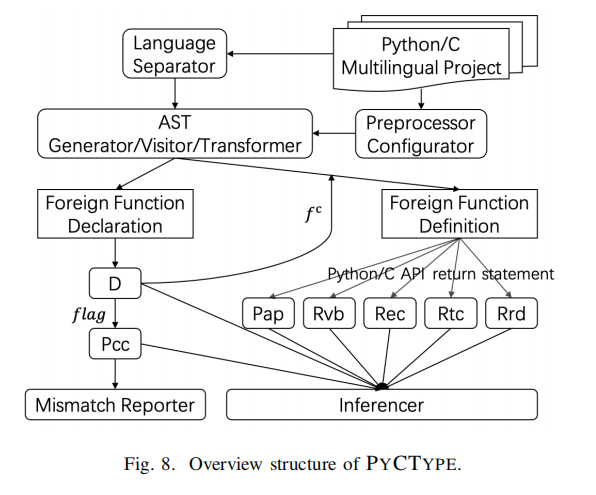 Language
Separator
Python/C
Multilingual Project
AST
Generator/Visitor/Transformer
Preprocessor
Configurator
Foreign Function
Declaration
f^c
Foreign Function
Definition
Python/C API return statement
D
flag
Pap
Rvb
Rec
Rtc
Rrd
Pcc
Mismatch Reporter
Inferencer
Fig. 8. Overview structure of PYCTYPE.